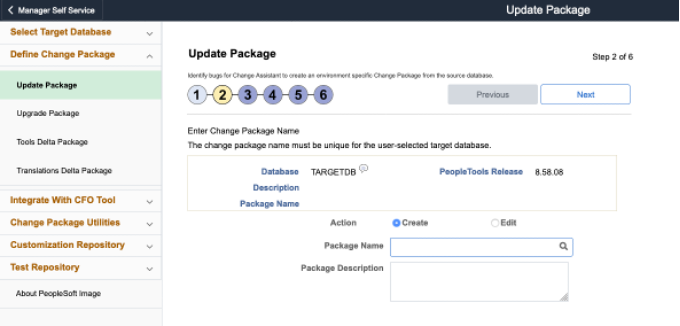 Manager Self Service
Update Package
Select Target Database
Define Change Package
Update Package
Upgrade Package
Tools Delta Package
Translations Delta Package
Integrate With CFO Tool
Change Package Utilities
Customization Repository
Test Repository
About PeopleSoft Image
Update Package
Step 2 of 6
Identify bugs for Change Assistant to create an environment specific Change Package from the source database.
1 2 3 4 5 6
Previous Next
Enter Change Package Name
The change package name must be unique for the user-selected target database.
Database TARGETDB PeopleTools Release 8.58.08
Description
Package Name
Action Create Edit
Package Name
Package Description